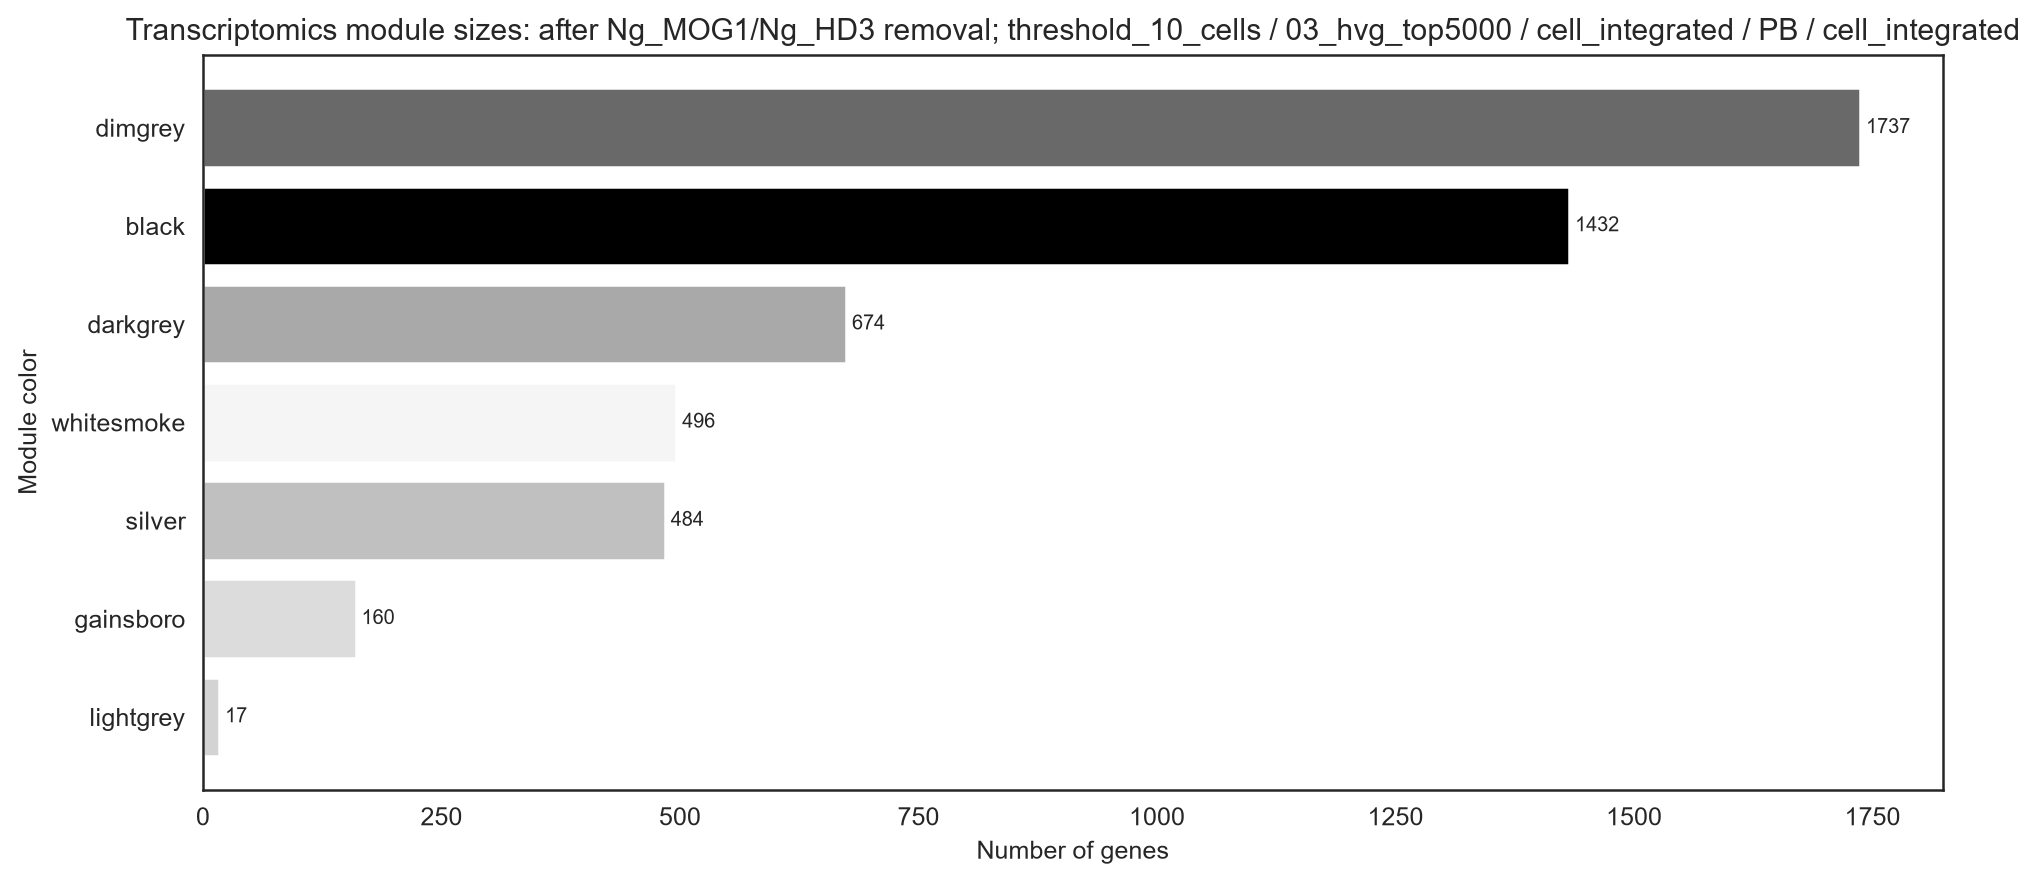 Transcriptomics module sizes: after Ng_MOG1/Ng_HD3 removal; threshold_10_cells / 03_hvg_top5000 / cell_integrated / PB / cell_integrated
Module color
dimgrey 1737
black 1432
darkgrey 674
whitesmoke 496
silver 484
gainsboro 160
lightgrey 17
0 250 500 750 1000 1250 1500 1750
Number of genes